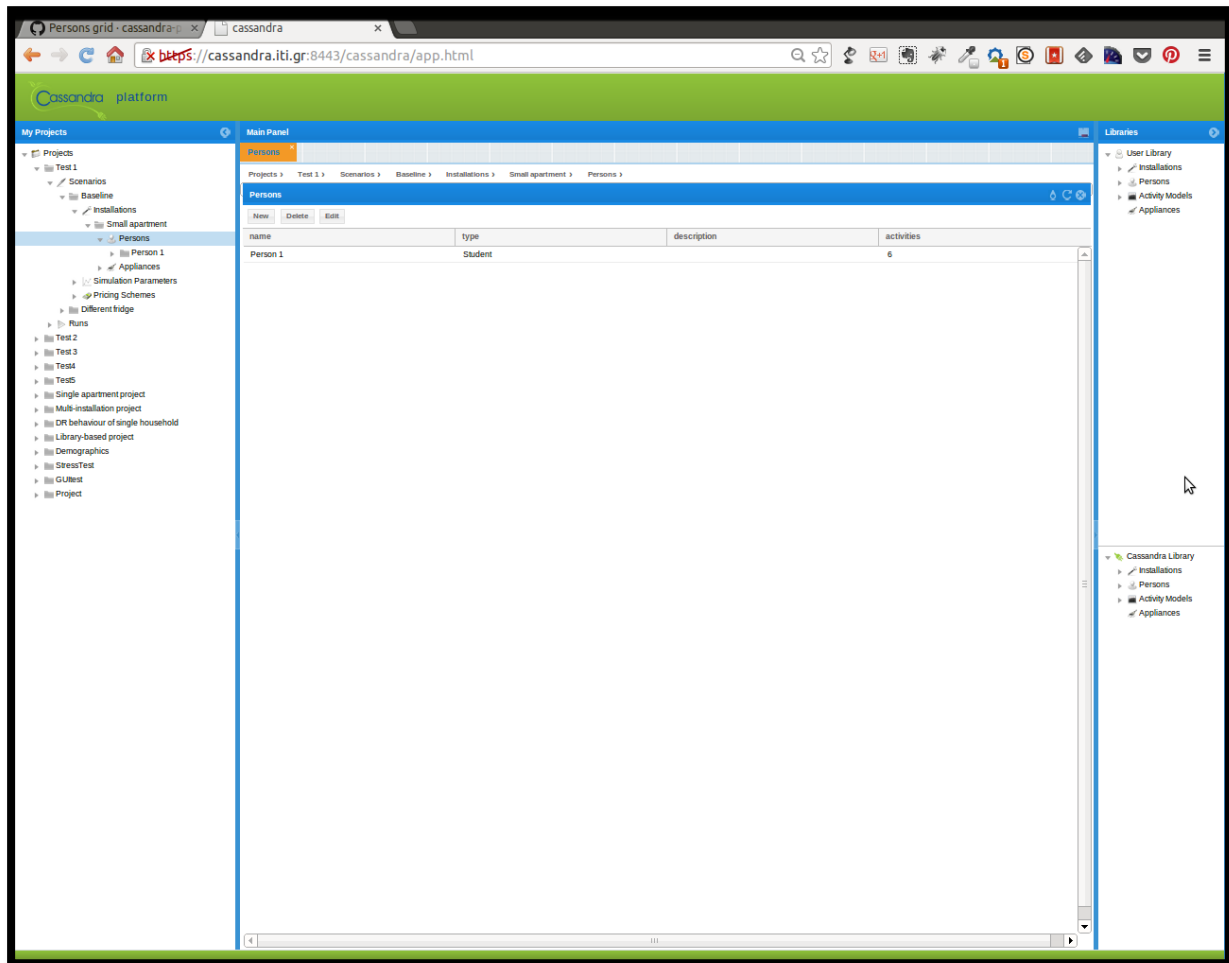 Persons grid · cassandra-p
cassandra
https://cassandra.iti.gr:8443/cassandra/app.html
Cassandra platform
My Projects
Projects
Test 1
Scenarios
Baseline
Installations
Small apartment
Persons
Person 1
Appliances
Simulation Parameters
Pricing Schemes
Different fridge
Runs
Test 2
Test 3
Test4
Test5
Single apartment project
Multi-installation project
DR behaviour of single household
Library-based project
Demographics
StressTest
GUItest
Project
Main Panel
Persons
Projects › Test 1 › Scenarios › Baseline › Installations › Small apartment › Persons ›
Persons
New Delete Edit
name type description activities
Person 1 Student 6
Libraries
User Library
Installations
Persons
Activity Models
Appliances
Cassandra Library
Installations
Persons
Activity Models
Appliances